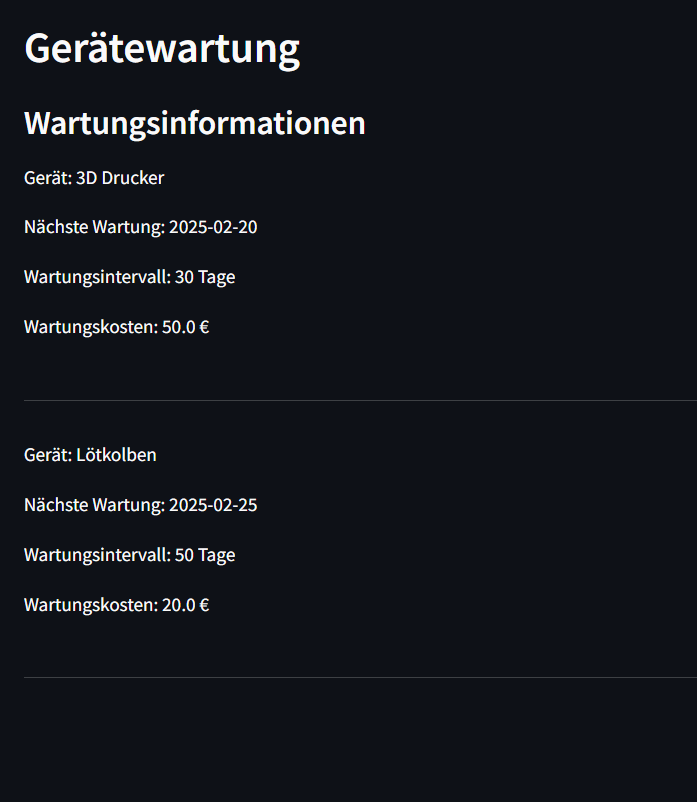 Gerätewartung
Wartungsinformationen
Gerät: 3D Drucker
Nächste Wartung: 2025-02-20
Wartungsintervall: 30 Tage
Wartungskosten: 50.0 €
Gerät: Lötkolben
Nächste Wartung: 2025-02-25
Wartungsintervall: 50 Tage
Wartungskosten: 20.0 €